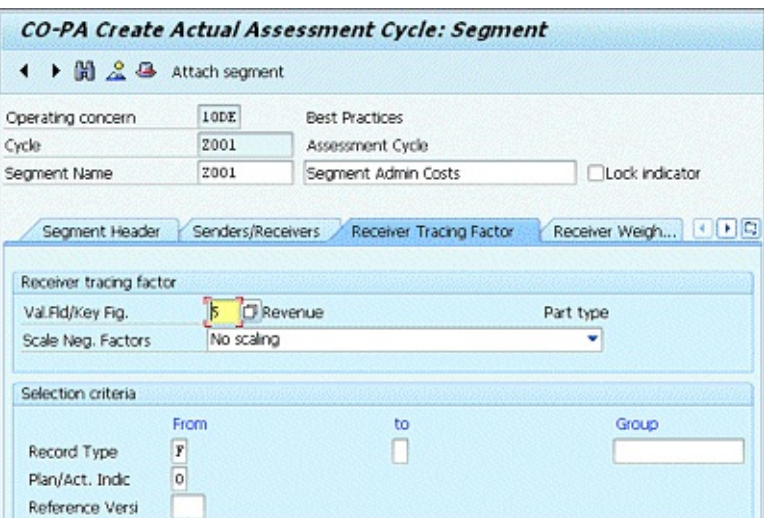 CO-PA Create Actual Assessment Cycle: Segment
Attach segment
Operating concern 10DE Best Practices
Cycle Z001 Assessment Cycle
Segment Name Z001 Segment Admin Costs Lock indicator
Segment Header Senders/Receivers Receiver Tracing Factor Receiver Weigh...
Receiver tracing factor
Val.Fld/Key Fig. 5 Revenue Part type
Scale Neg. Factors No scaling
Selection criteria
From to Group
Record Type F
Plan/Act. Indic 0
Reference Versi